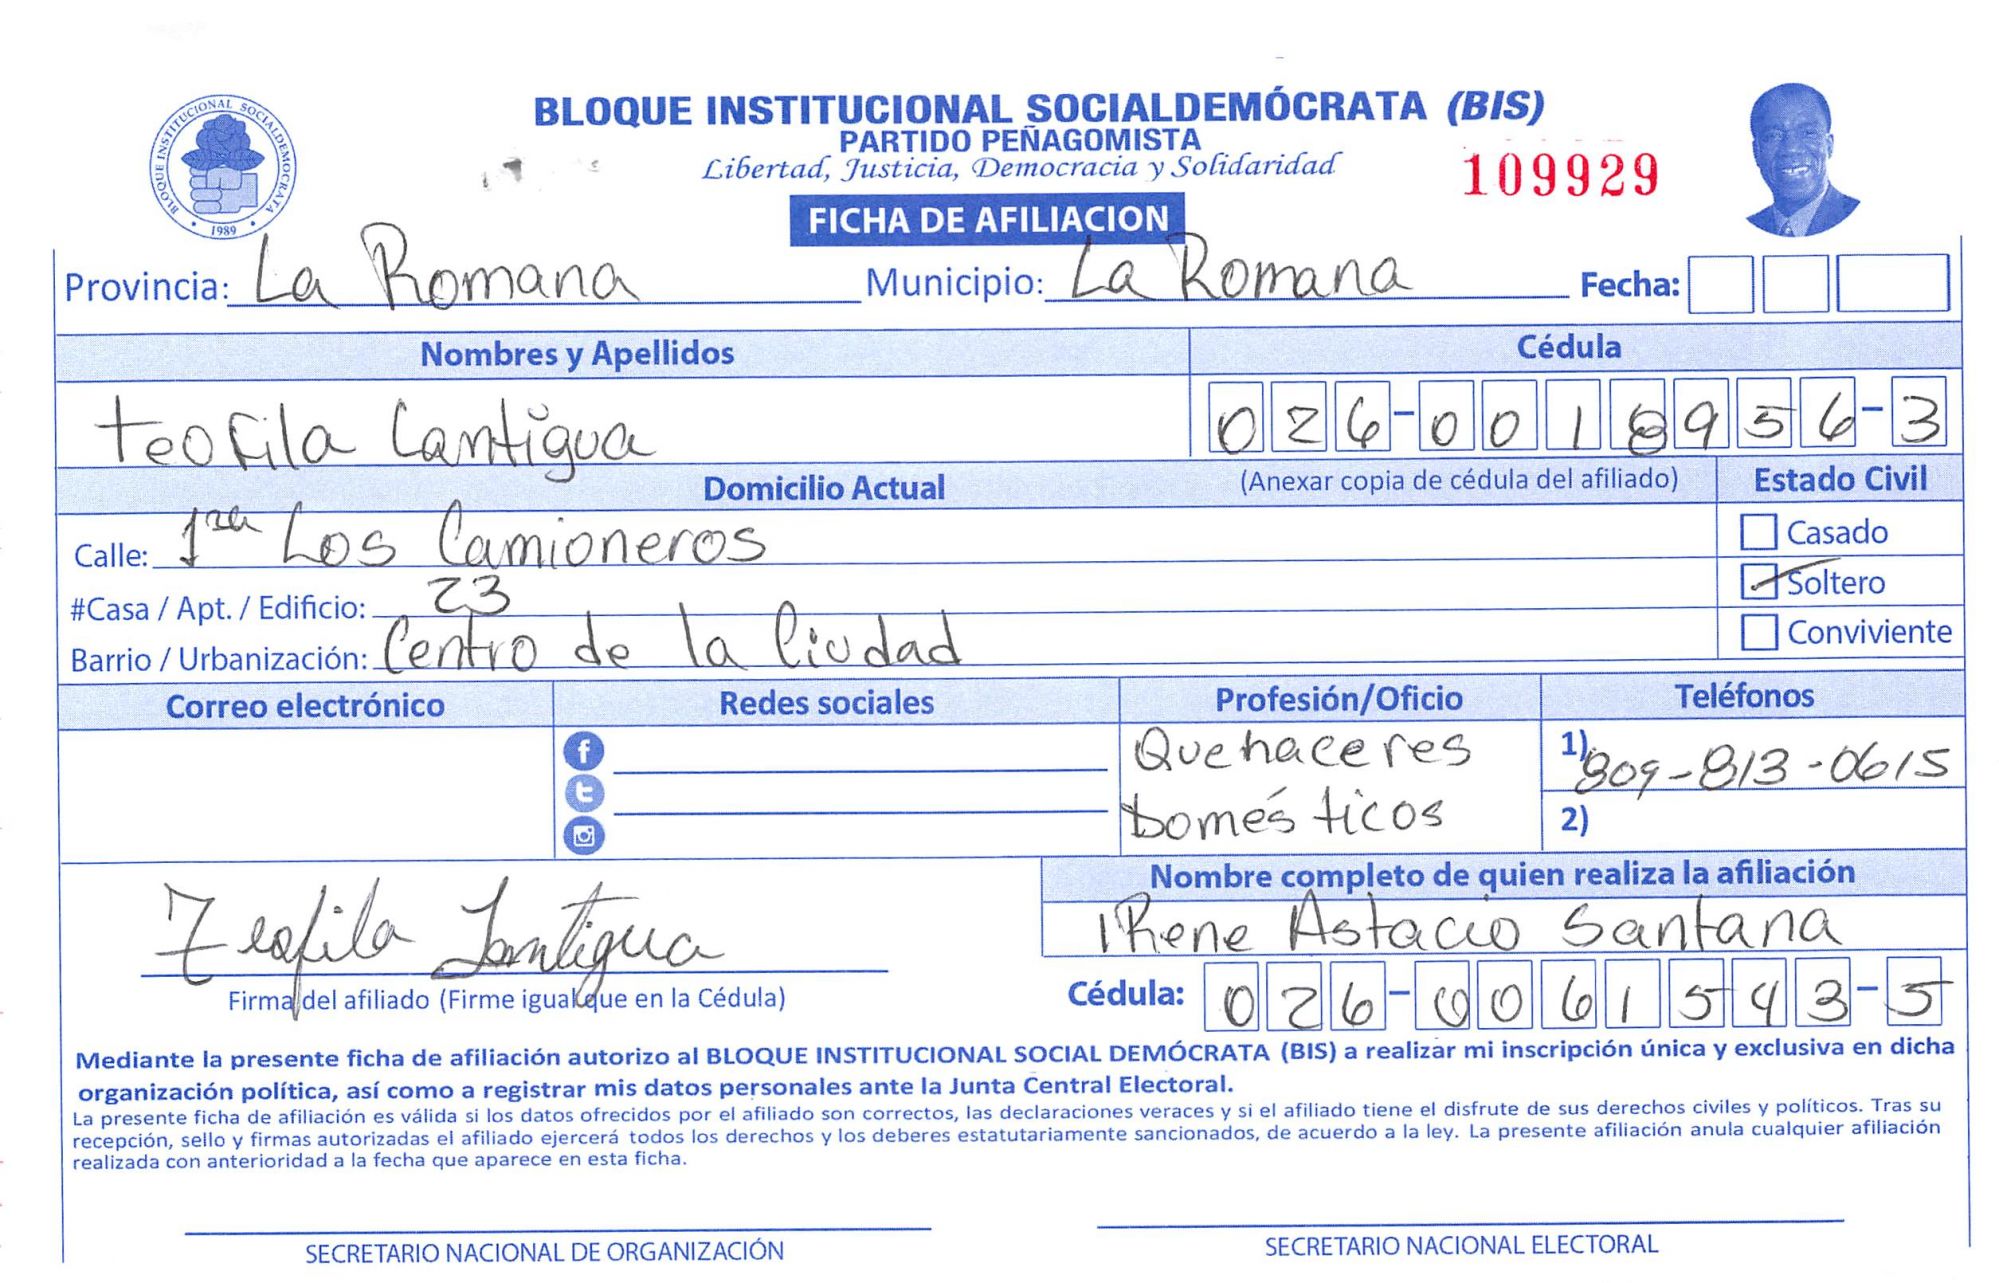 BLOQUE INSTITUCIONAL SOCIALDEMOCRATA
1989
BLOQUE INSTITUCIONAL SOCIALDEMÓCRATA (BIS)
PARTIDO PEÑAGOMISTA
Libertad, Justicia, Democracia y Solidaridad
109929
FICHA DE AFILIACION
Provincia: La Romana Municipio: La Romana Fecha:
Nombres y Apellidos Cédula
Teofila Lantigua 026-0018956-3
Domicilio Actual (Anexar copia de cédula del afiliado) Estado Civil
Calle: 1ra Los Camioneros Casado
#Casa / Apt. / Edificio: 23 Soltero
Barrio / Urbanización: Centro de la Ciudad Conviviente
Correo electrónico Redes sociales Profesión/Oficio Teléfonos
Quehaceres 1) 809-813-0615
Domésticos 2)
Nombre completo de quien realiza la afiliación
Teofila Lantigua IRene Astacio Santana
Firma del afiliado (Firme igual que en la Cédula) Cédula: 026-0061543-5
Mediante la presente ficha de afiliación autorizo al BLOQUE INSTITUCIONAL SOCIAL DEMÓCRATA (BIS) a realizar mi inscripción única y exclusiva en dicha
organización política, así como a registrar mis datos personales ante la Junta Central Electoral.
La presente ficha de afiliación es válida si los datos ofrecidos por el afiliado son correctos, las declaraciones veraces y si el afiliado tiene el disfrute de sus derechos civiles y políticos. Tras su
recepción, sello y firmas autorizadas el afiliado ejercerá todos los derechos y los deberes estatutariamente sancionados, de acuerdo a la ley. La presente afiliación anula cualquier afiliación
realizada con anterioridad a la fecha que aparece en esta ficha.
SECRETARIO NACIONAL DE ORGANIZACIÓN SECRETARIO NACIONAL ELECTORAL